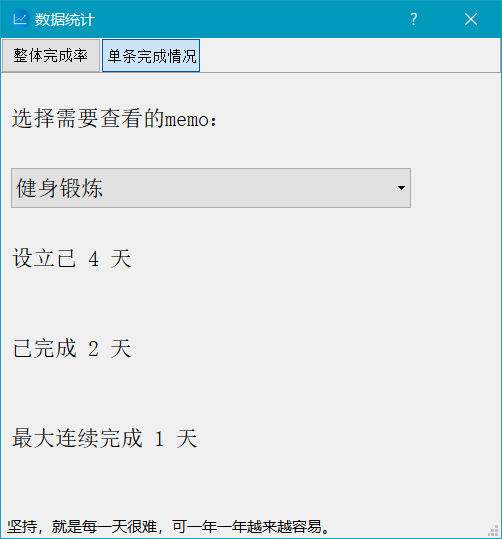 数据统计
整体完成率 单条完成情况
选择需要查看的memo：
健身锻炼
设立已 4 天
已完成 2 天
最大连续完成 1 天
坚持，就是每一天很难，可一年一年越来越容易。